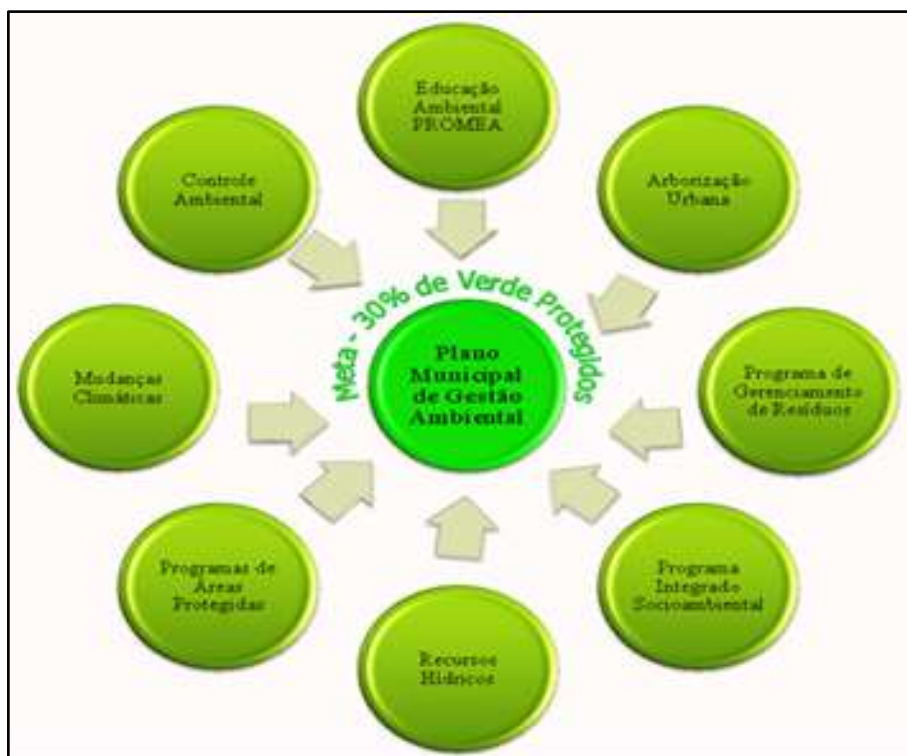 Educação
Ambiental
PROMEA
Controle
Ambiental
Arborização
Urbana
Meta - 30% de Verde Protegidos
Plano
Municipal
de Gestão
Ambiental
Mudanças
Climáticas
Programa de
Gerenciamento
de Resíduos
Programas de
Áreas
Protegidas
Programa
Integrado
Socioambiental
Recursos
Hídricos